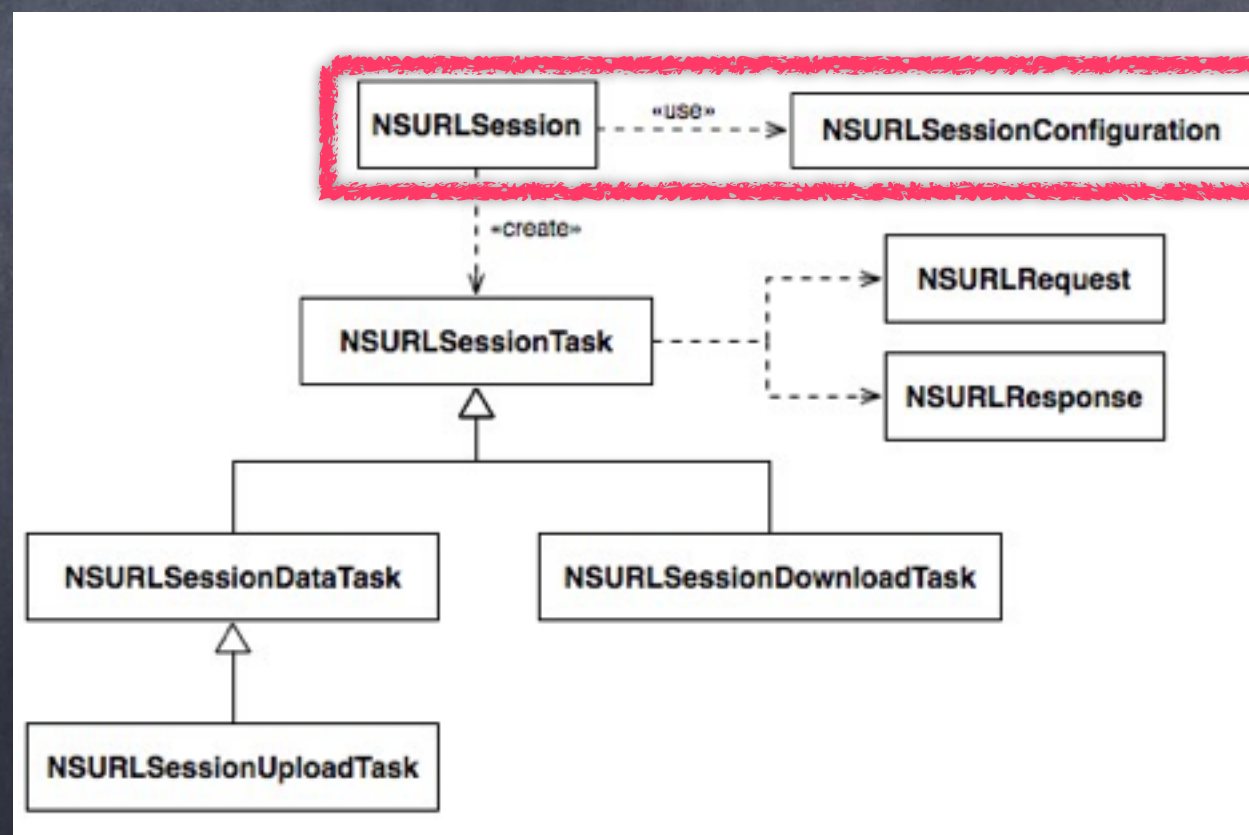 NSURLSession
«use»
NSURLSessionConfiguration
«create»
NSURLRequest
NSURLSessionTask
NSURLResponse
NSURLSessionDataTask
NSURLSessionDownloadTask
NSURLSessionUploadTask